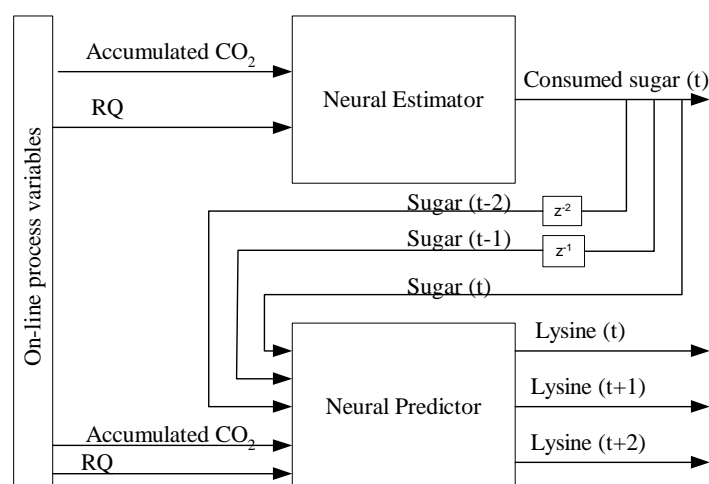 On-line process variables
Accumulated CO₂
RQ
Neural Estimator
Consumed sugar (t)
Sugar (t-2)
z⁻²
Sugar (t-1)
z⁻¹
Sugar (t)
Neural Predictor
Lysine (t)
Lysine (t+1)
Lysine (t+2)
Accumulated CO₂
RQ